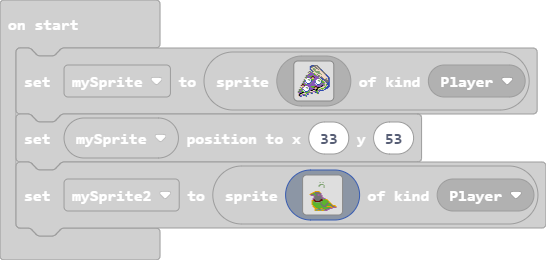 on start
set mySprite to sprite of kind Player
set mySprite position to x 33 y 53
set mySprite2 to sprite of kind Player